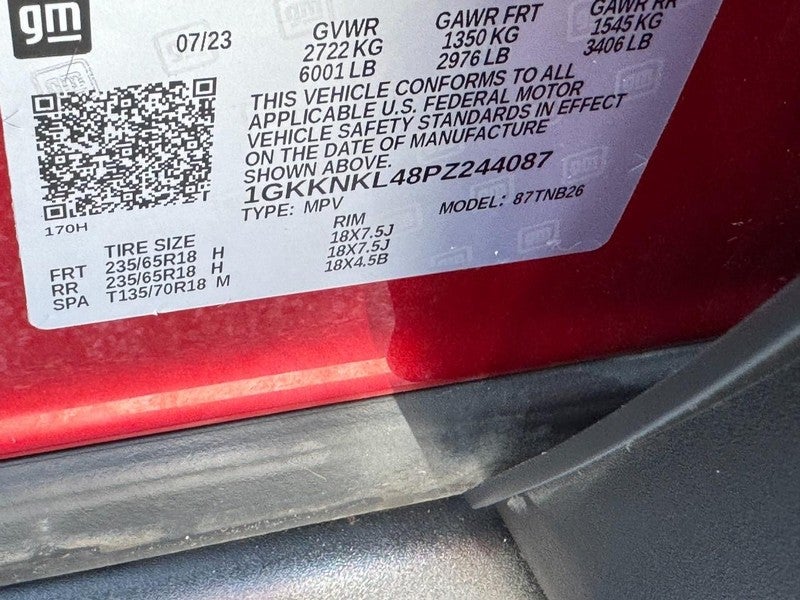 gm
07/23
GVWR GAWR FRT GAWR RR
2722 KG 1350 KG 1545 KG
6001 LB 2976 LB 3406 LB
THIS VEHICLE CONFORMS TO ALL
APPLICABLE U.S. FEDERAL MOTOR
VEHICLE SAFETY STANDARDS IN EFFECT
ON THE DATE OF MANUFACTURE
SHOWN ABOVE.
1GKKNKL48PZ244087
TYPE: MPV MODEL: 87TNB26
170H
TIRE SIZE RIM
FRT 235/65R18 H 18X7.5J
RR 235/65R18 H 18X7.5J
SPA T135/70R18 M 18X4.5B